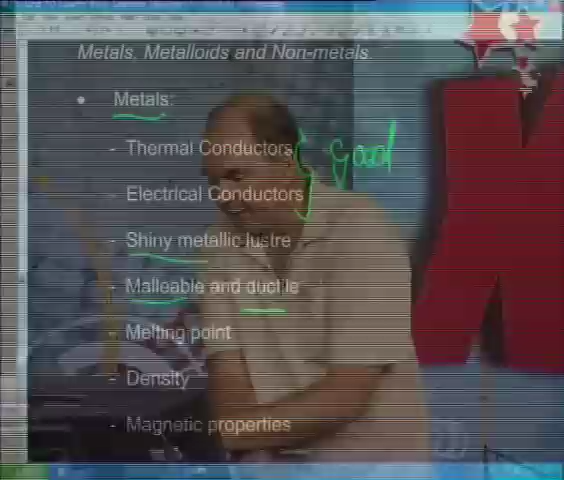 Metals, Metalloids and Non-metals.
• Metals:
- Thermal Conductors
- Electrical Conductors
good
- Shiny metallic lustre
- Malleable and ductile
- Melting point
- Density
- Magnetic properties